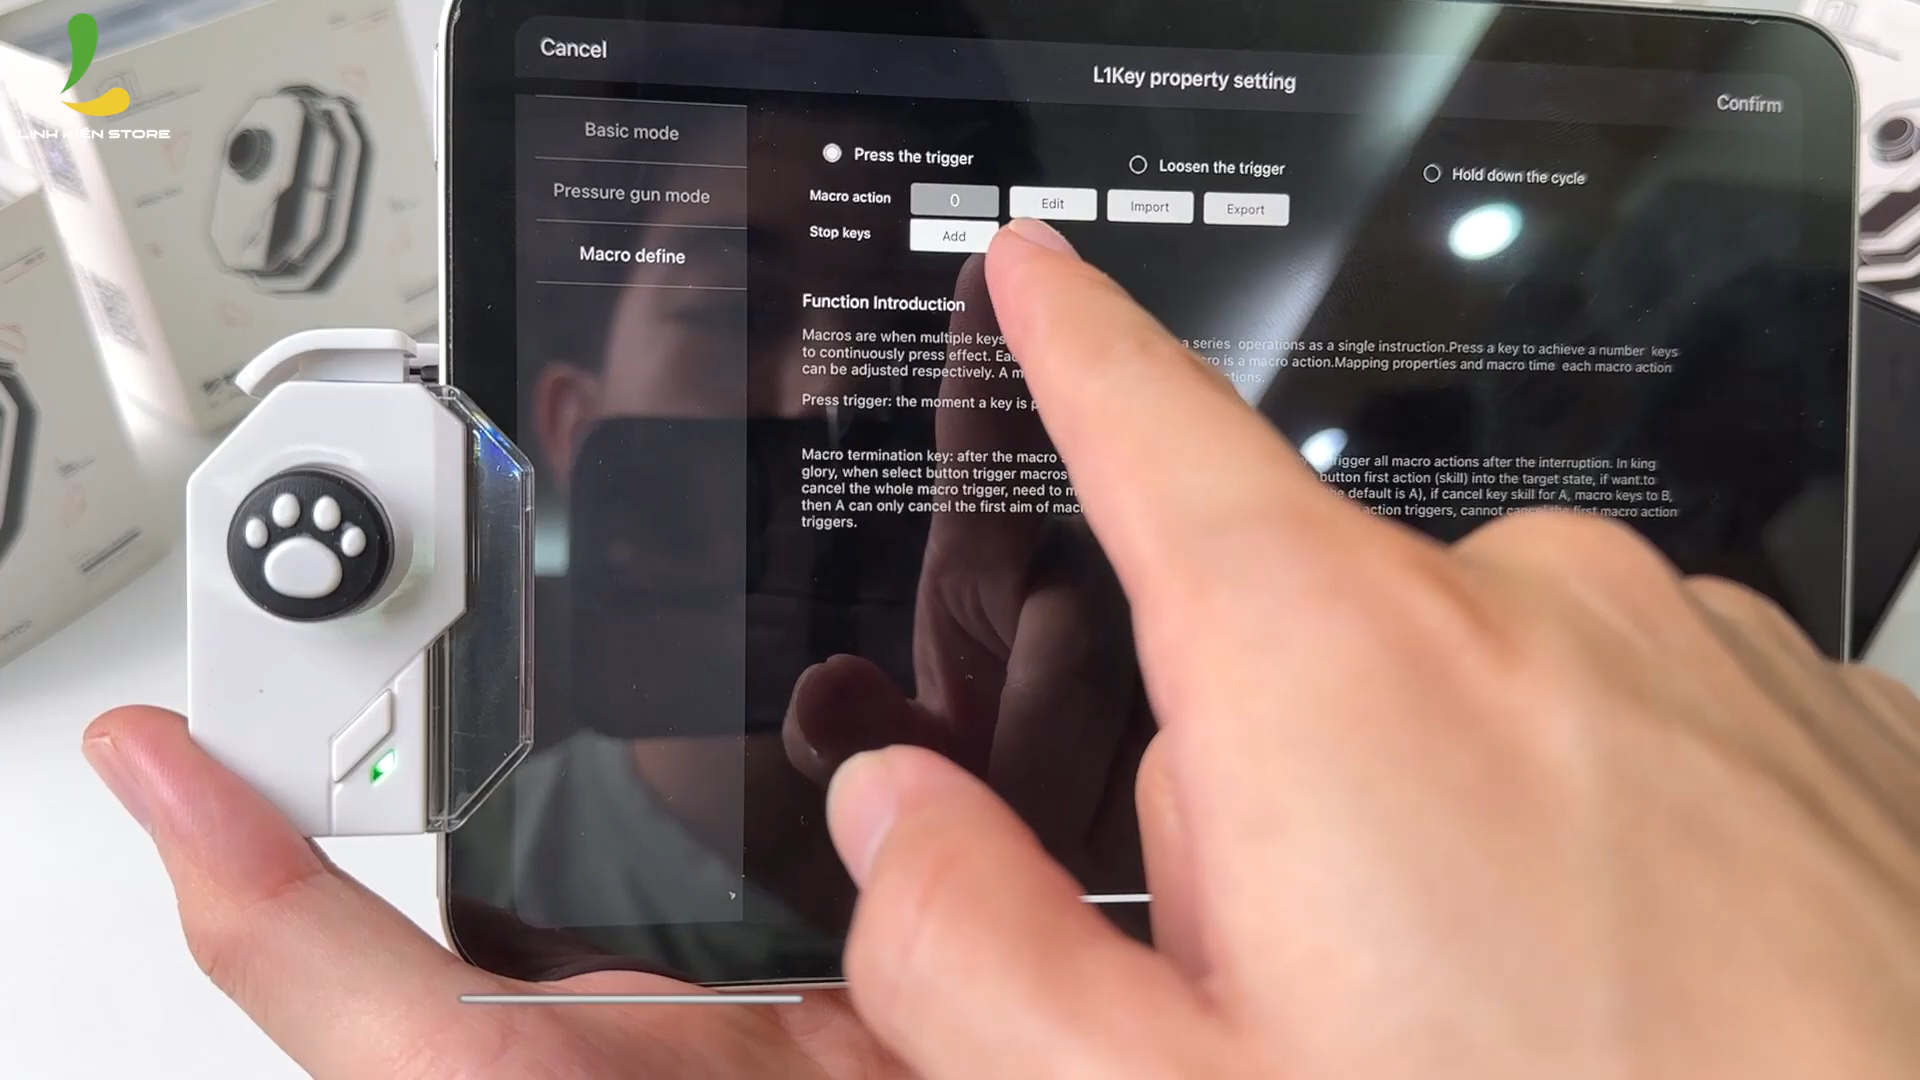 LINH KIỆN STORE
Cancel
L1Key property setting
Confirm
Basic mode
Pressure gun mode
Macro define
Press the trigger
Loosen the trigger
Hold down the cycle
Macro action
0
Edit
Import
Export
Stop keys
Add
Function Introduction
Macros are when multiple keys a series operations as a single instruction.Press a key to achieve a number keys
to continuously press effect. is a macro action.Mapping properties and macro time each macro action
can be adjusted respectively. A
Press trigger: the moment a key is
Macro termination key: after the macro trigger all macro actions after the interruption. In king
glory, when select button trigger macros button first action (skill) into the target state, if want.to
cancel the whole macro trigger, need to default is A), if cancel key skill for A, macro keys to B,
then A can only cancel the first aim of action triggers, cannot cancel the first macro action
triggers.